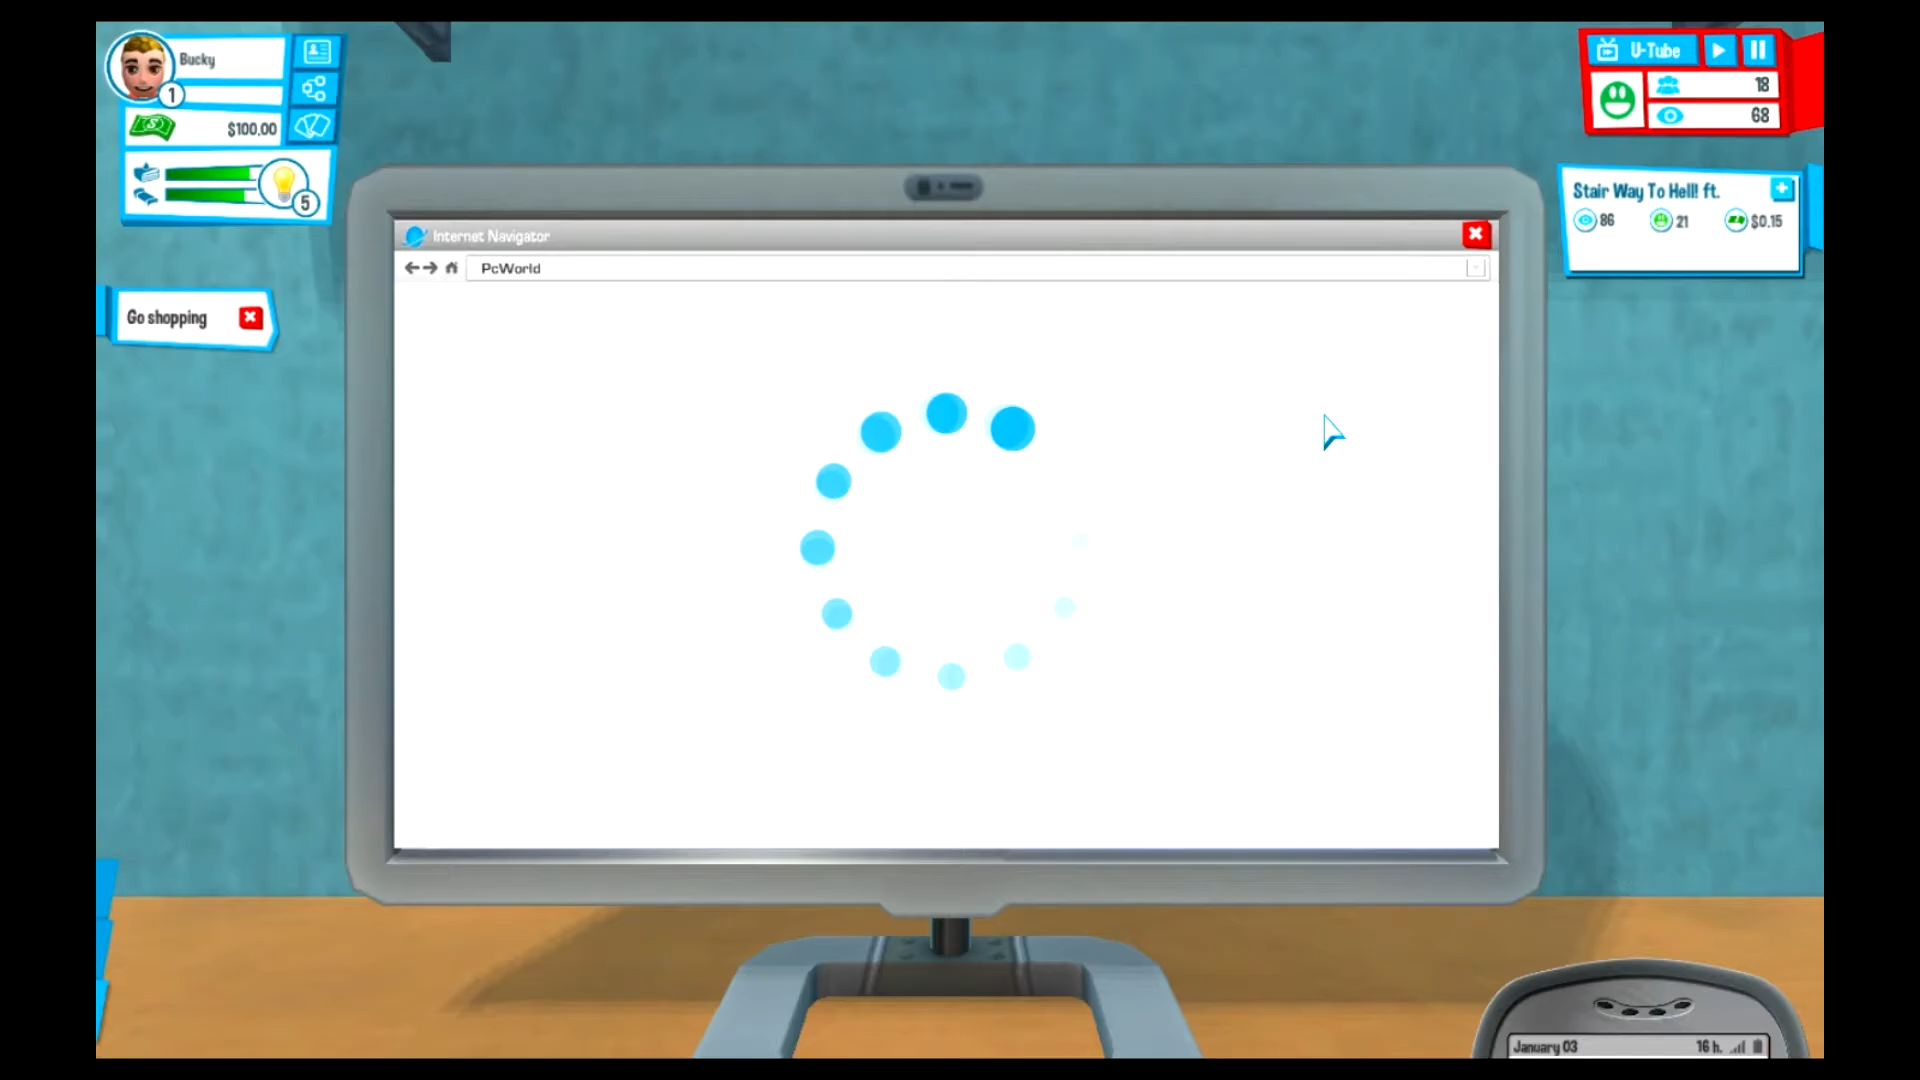 Bucky
1
$100.00
5
Go shopping
Internet Navigator
PcWorld
U-Tube
18
68
Stair Way To Hell! ft.
86
21
$0.15
January 03
16 h.